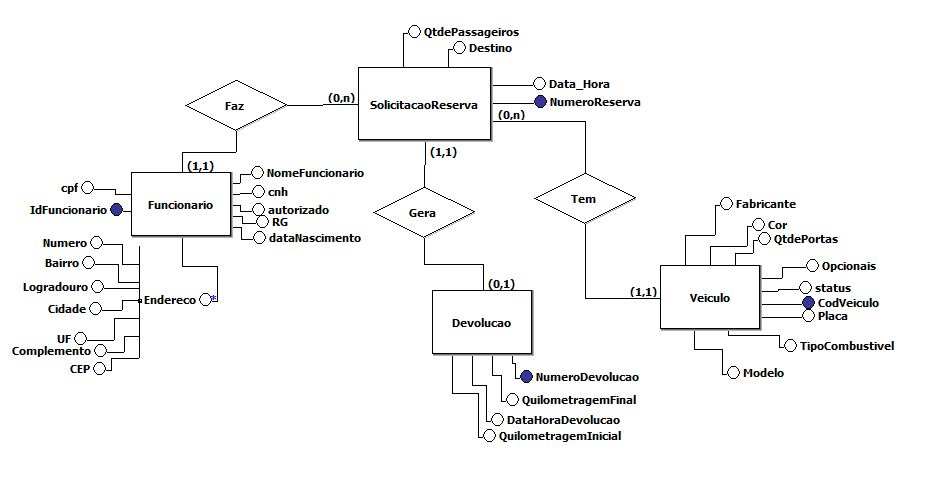 QtdePassageiros
Destino
Faz
(0,n)
SolicitacaoReserva
Data_Hora
NumeroReserva
(0,n)
(1,1)
(1,1)
NomeFuncionario
cpf
cnh
Funcionario
IdFuncionario
autorizado
RG
dataNascimento
Gera
Tem
Fabricante
Cor
QtdePortas
Numero
Bairro
Logradouro
Endereco
*
Cidade
UF
Complemento
CEP
(0,1)
Devolucao
(1,1)
Veiculo
Opcionais
status
CodVeiculo
Placa
TipoCombustivel
Modelo
NumeroDevolucao
QuilometragemFinal
DataHoraDevolucao
QuilometragemInicial